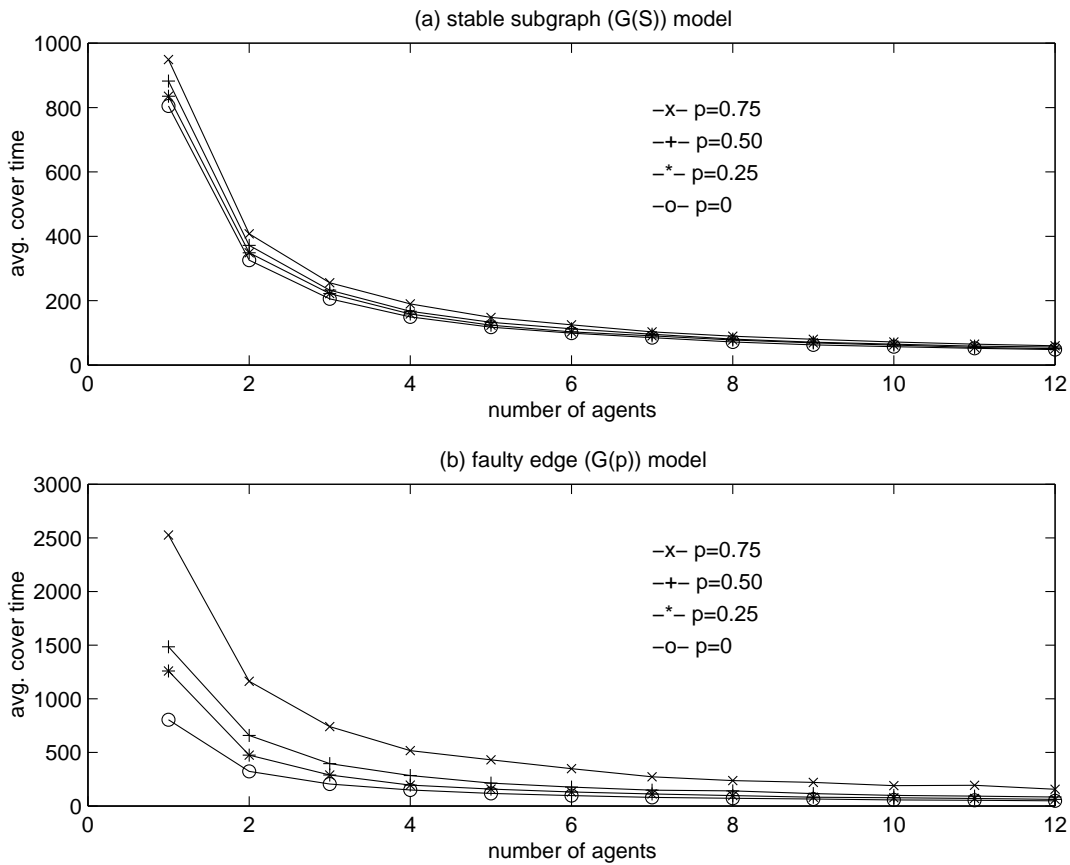 (a) stable subgraph (G(S)) model
1000
800
600
400
200
0
avg. cover time
–x– p=0.75
–+– p=0.50
–*– p=0.25
–o– p=0
0 2 4 6 8 10 12
number of agents
(b) faulty edge (G(p)) model
3000
2500
2000
1500
1000
500
0
avg. cover time
–x– p=0.75
–+– p=0.50
–*– p=0.25
–o– p=0
0 2 4 6 8 10 12
number of agents